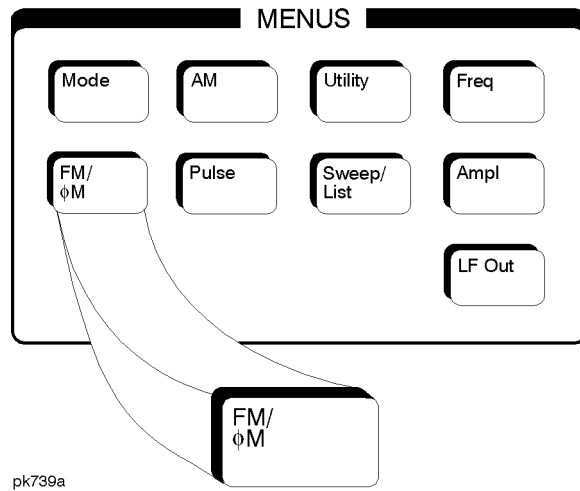 MENUS
Mode
AM
Utility
Freq
FM/
ϕM
Pulse
Sweep/
List
Ampl
LF Out
FM/
ϕM
pk739a